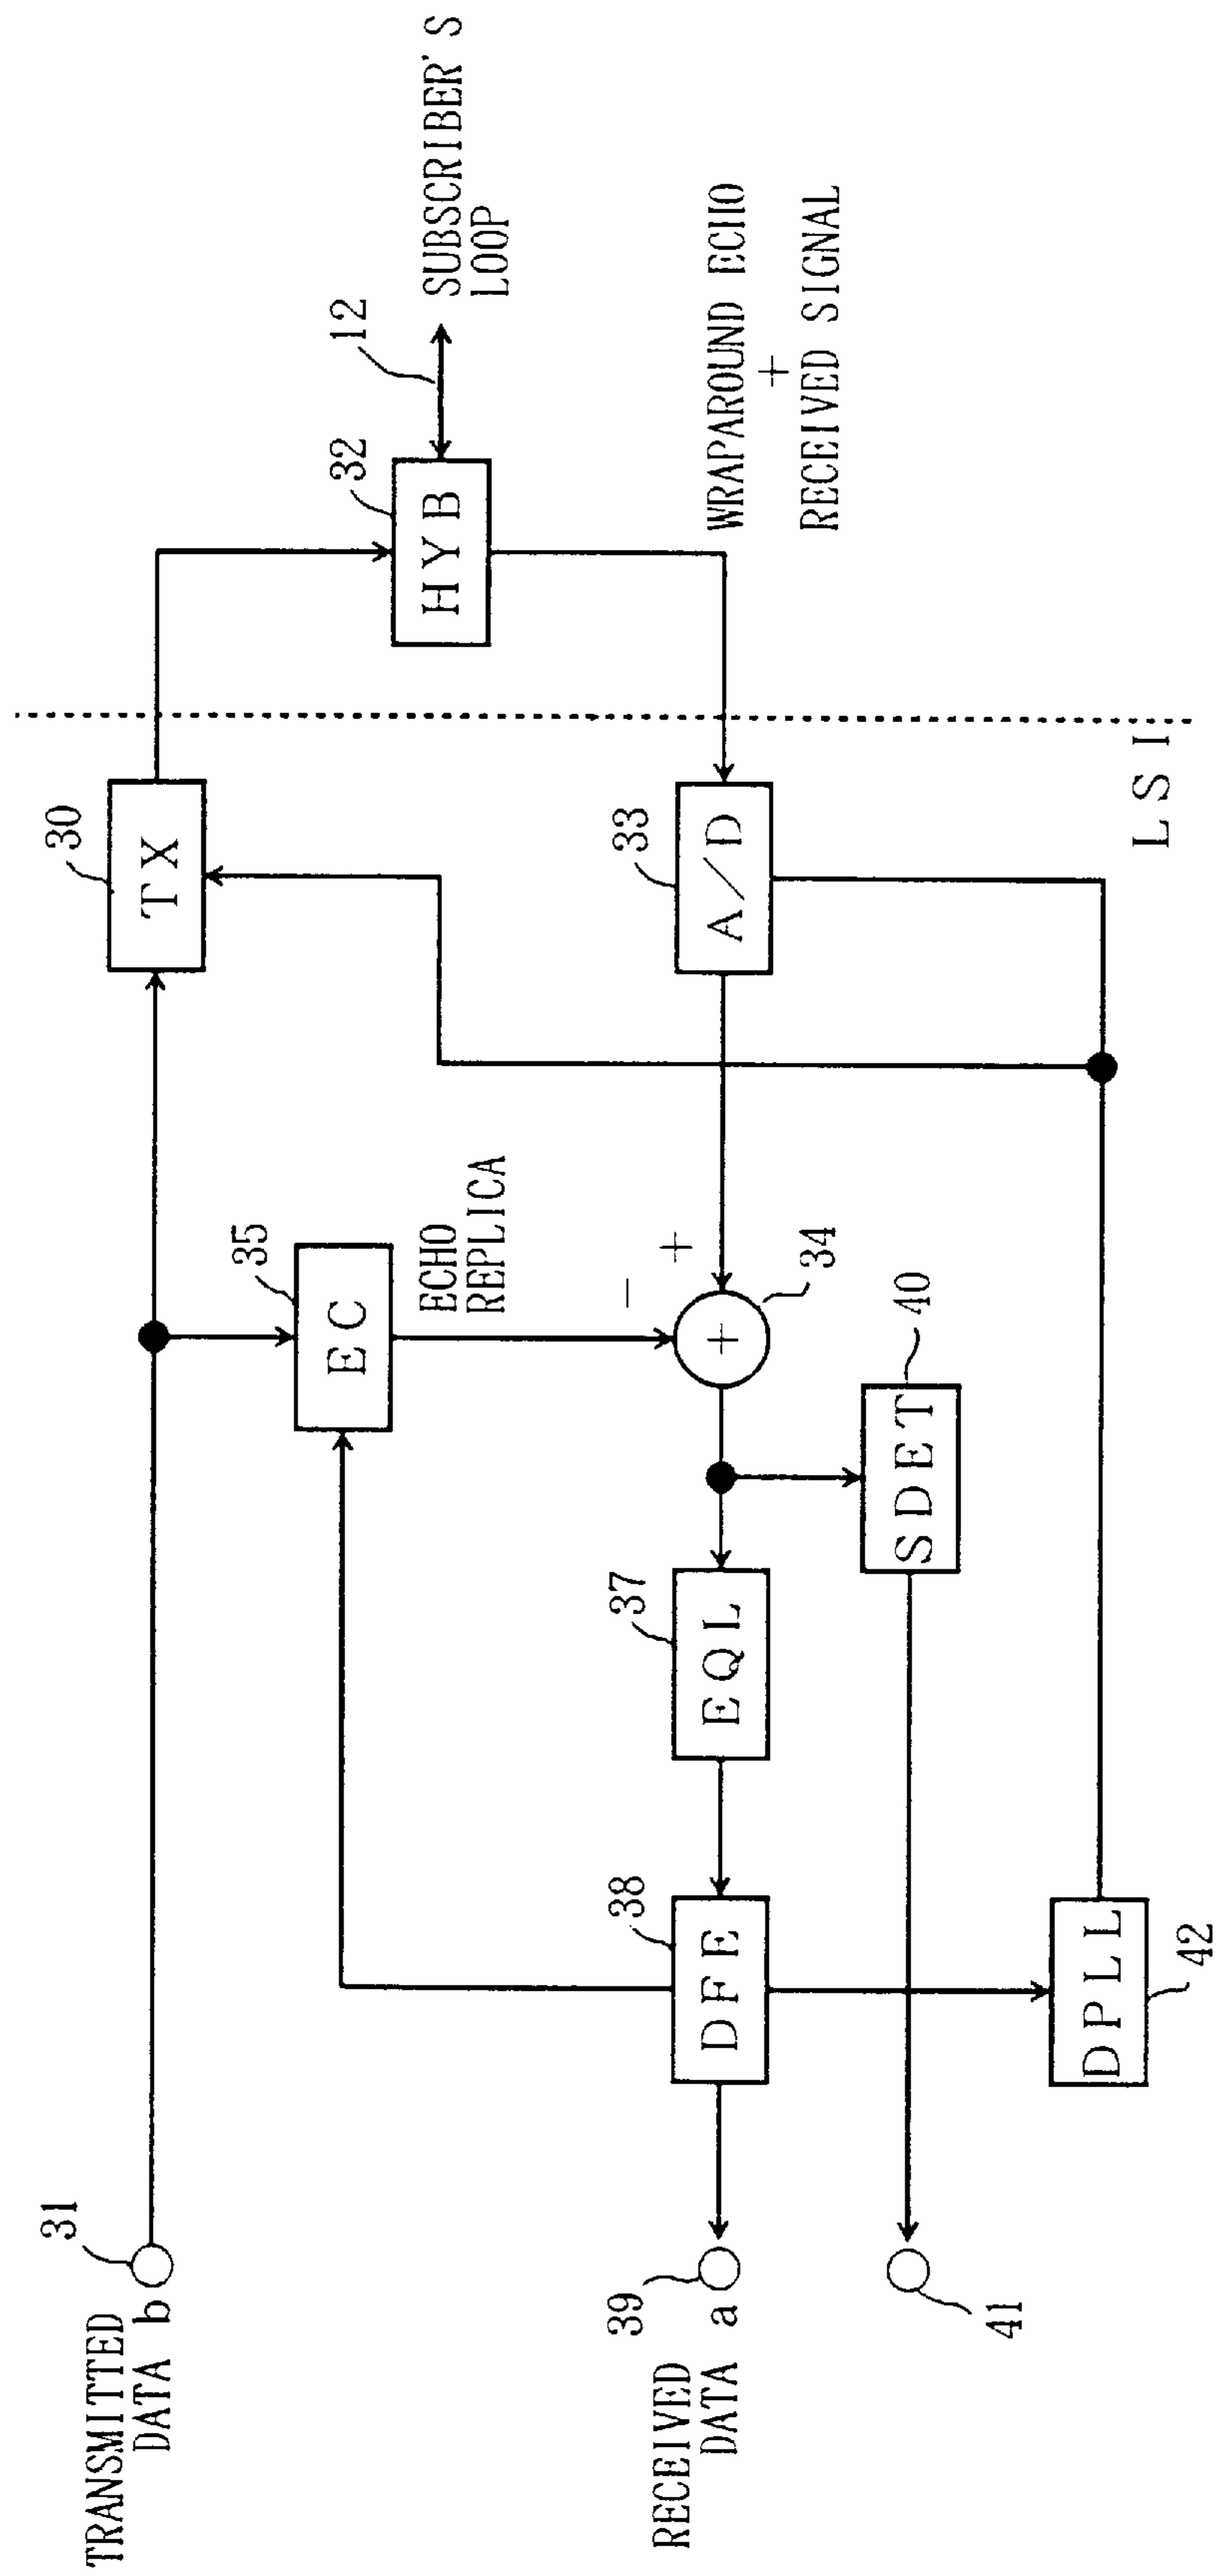 TRANSMITTED
DATA b
31
30
TX
35
EC
ECHO
REPLICA
32
HYB
12
SUBSCRIBER'S
LOOP
RECEIVED
DATA a
39
38
DFE
37
EQL
−
+
+
34
33
A/D
WRAPAROUND ECHO
+
RECEIVED SIGNAL
41
SDET
40
DPLL
42
LSI